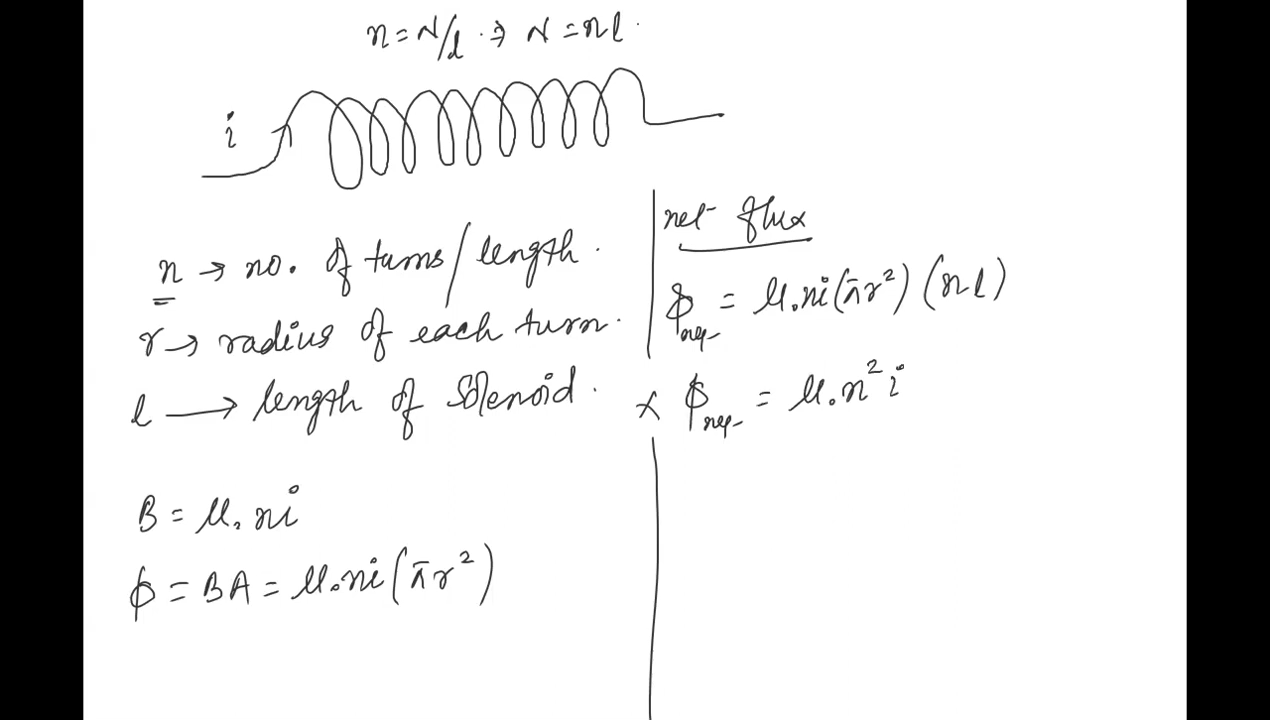 n = N/l ⇒ N = nl
i
n → no. of turns/length.
r → radius of each turn.
l → length of Solenoid.
B = μ₀ni
ϕ = BA = μ₀ni(πr²)
net flux
ϕnet = μ₀ni(πr²)(nl)
ϕnet = μ₀n²i